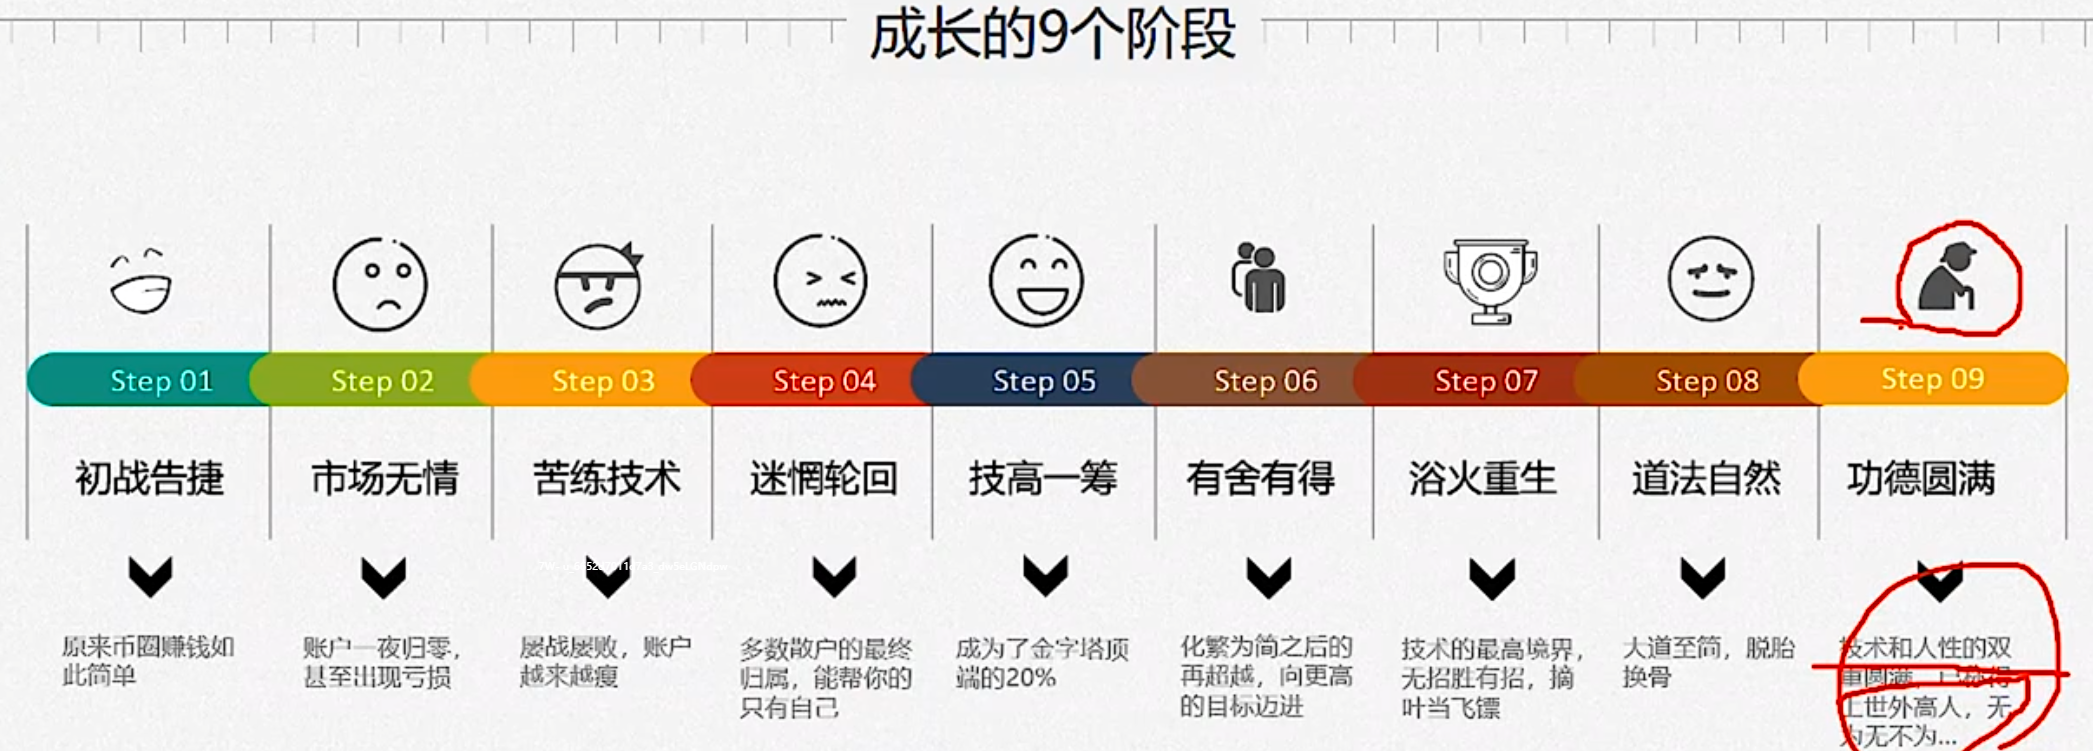 成长的9个阶段
Step 01
Step 02
Step 03
Step 04
Step 05
Step 06
Step 07
Step 08
Step 09
初战告捷
市场无情
苦练技术
迷惘轮回
技高一筹
有舍有得
浴火重生
道法自然
功德圆满
原来币圈赚钱如
此简单
账户一夜归零，
甚至出现亏损
屡战屡败，账户
越来越瘦
多数散户的最终
归属，能帮你的
只有自己
成为了金字塔顶
端的20%
化繁为简之后的
再超越，向更高
的目标迈进
技术的最高境界，
无招胜有招，摘
叶当飞镖
大道至简，脱胎
换骨
技术和人性的双
重圆满，已称得
上世外高人，无
为无不为...